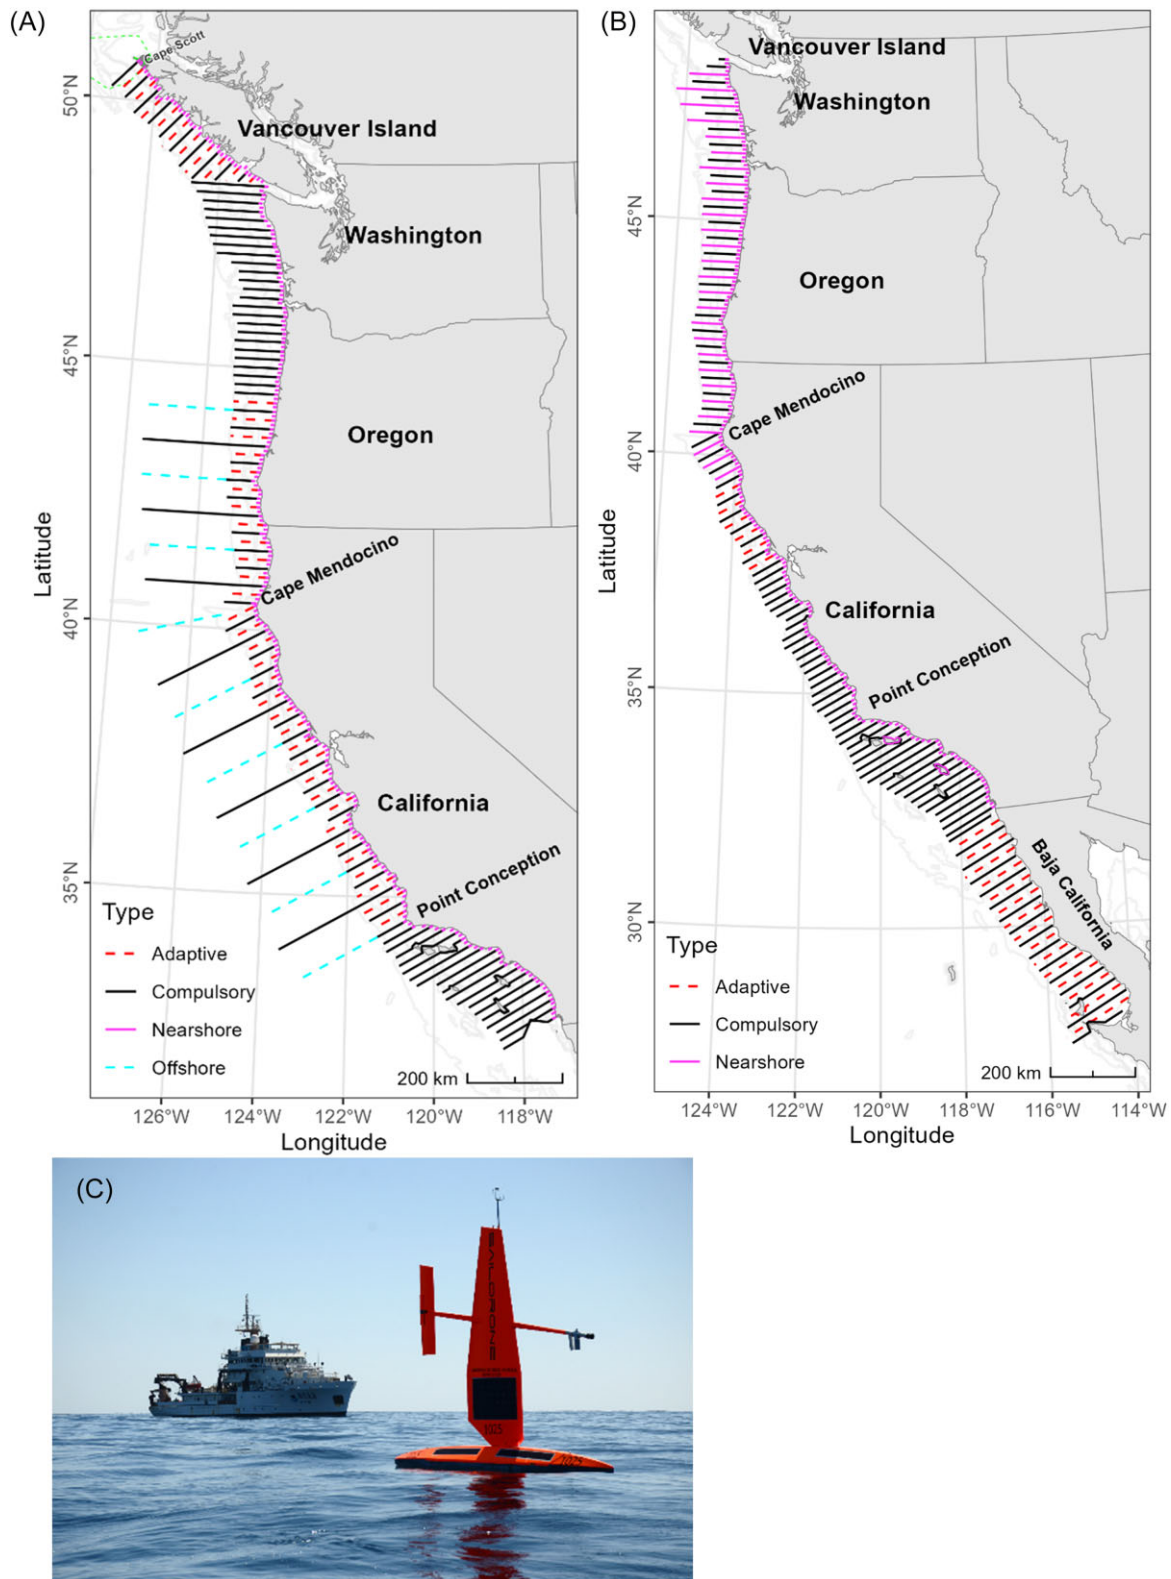 (A)
Cape Scott
50°N
Vancouver Island
Washington
45°N
Oregon
Cape Mendocino
Latitude
40°N
California
Point Conception
35°N
Type
Adaptive
Compulsory
Nearshore
Offshore
200 km
126°W
124°W
122°W
120°W
118°W
Longitude
(B)
Vancouver Island
Washington
45°N
Oregon
Cape Mendocino
40°N
Latitude
California
Point Conception
35°N
Baja California
30°N
Type
Adaptive
Compulsory
Nearshore
200 km
124°W
122°W
120°W
118°W
116°W
114°W
Longitude
(C)
1025